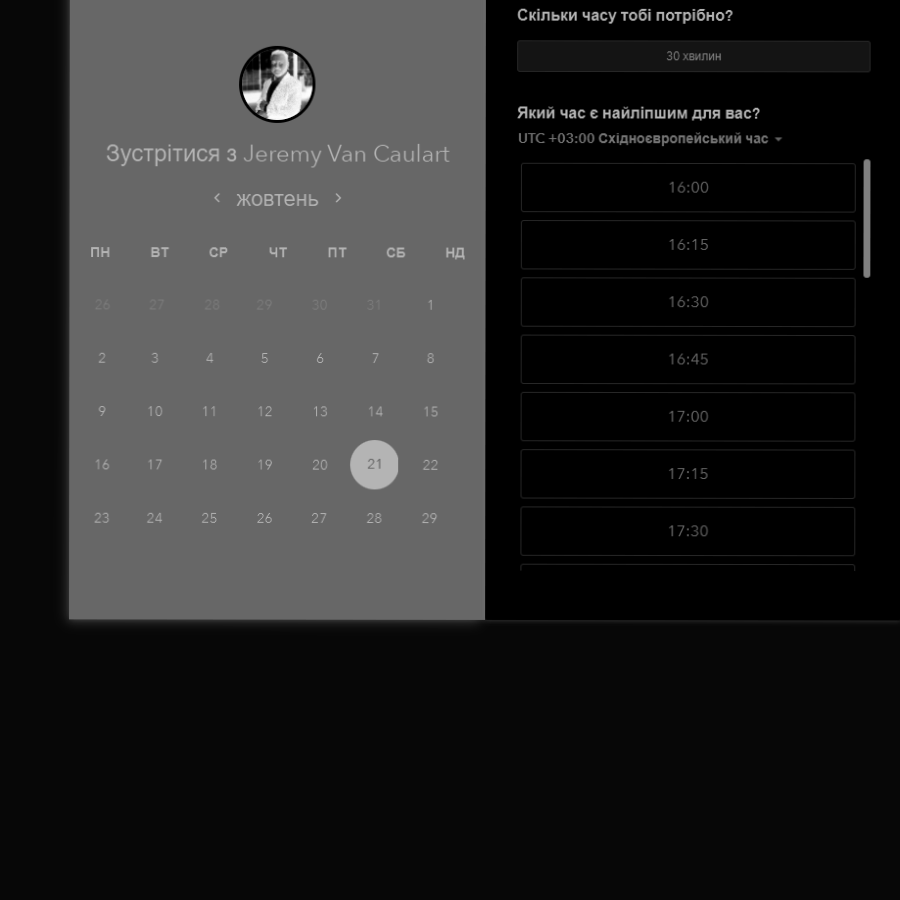 Зустрітися з Jeremy Van Caulart
жовтень
ПН ВТ СР ЧТ ПТ СБ НД
26 27 28 29 30 31 1
2 3 4 5 6 7 8
9 10 11 12 13 14 15
16 17 18 19 20 21 22
23 24 25 26 27 28 29
Скільки часу тобі потрібно?
30 хвилин
Який час є найліпшим для вас?
UTC +03:00 Східноєвропейський час
16:00
16:15
16:30
16:45
17:00
17:15
17:30